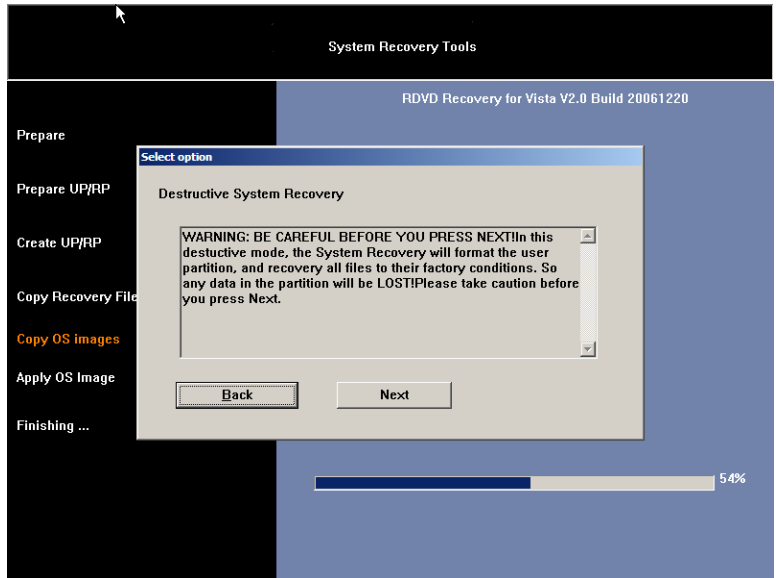 System Recovery Tools
RDVD Recovery for Vista V2.0 Build 20061220
Prepare
Prepare UP/RP
Create UP/RP
Copy Recovery File
Copy OS images
Apply OS Image
Finishing ...
Select option
Destructive System Recovery
WARNING: BE CAREFUL BEFORE YOU PRESS NEXT!In this
destuctive mode, the System Recovery will format the user
partition, and recovery all files to their factory conditions. So
any data in the partition will be LOST!Please take caution before
you press Next.
Back
Next
54%